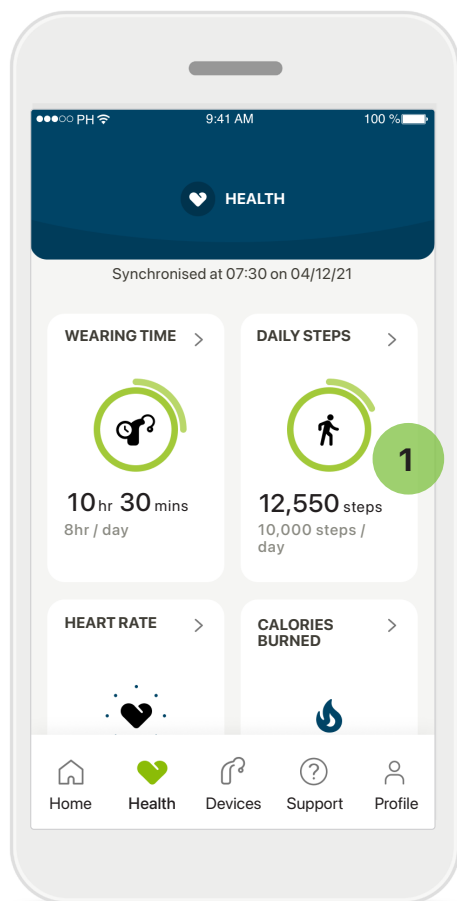 PH 9:41 AM 100 %
HEALTH
Synchronised at 07:30 on 04/12/21
WEARING TIME
10 hr 30 mins
8hr / day
DAILY STEPS
1
12,550 steps
10,000 steps /
day
HEART RATE
CALORIES
BURNED
Home Health Devices Support Profile